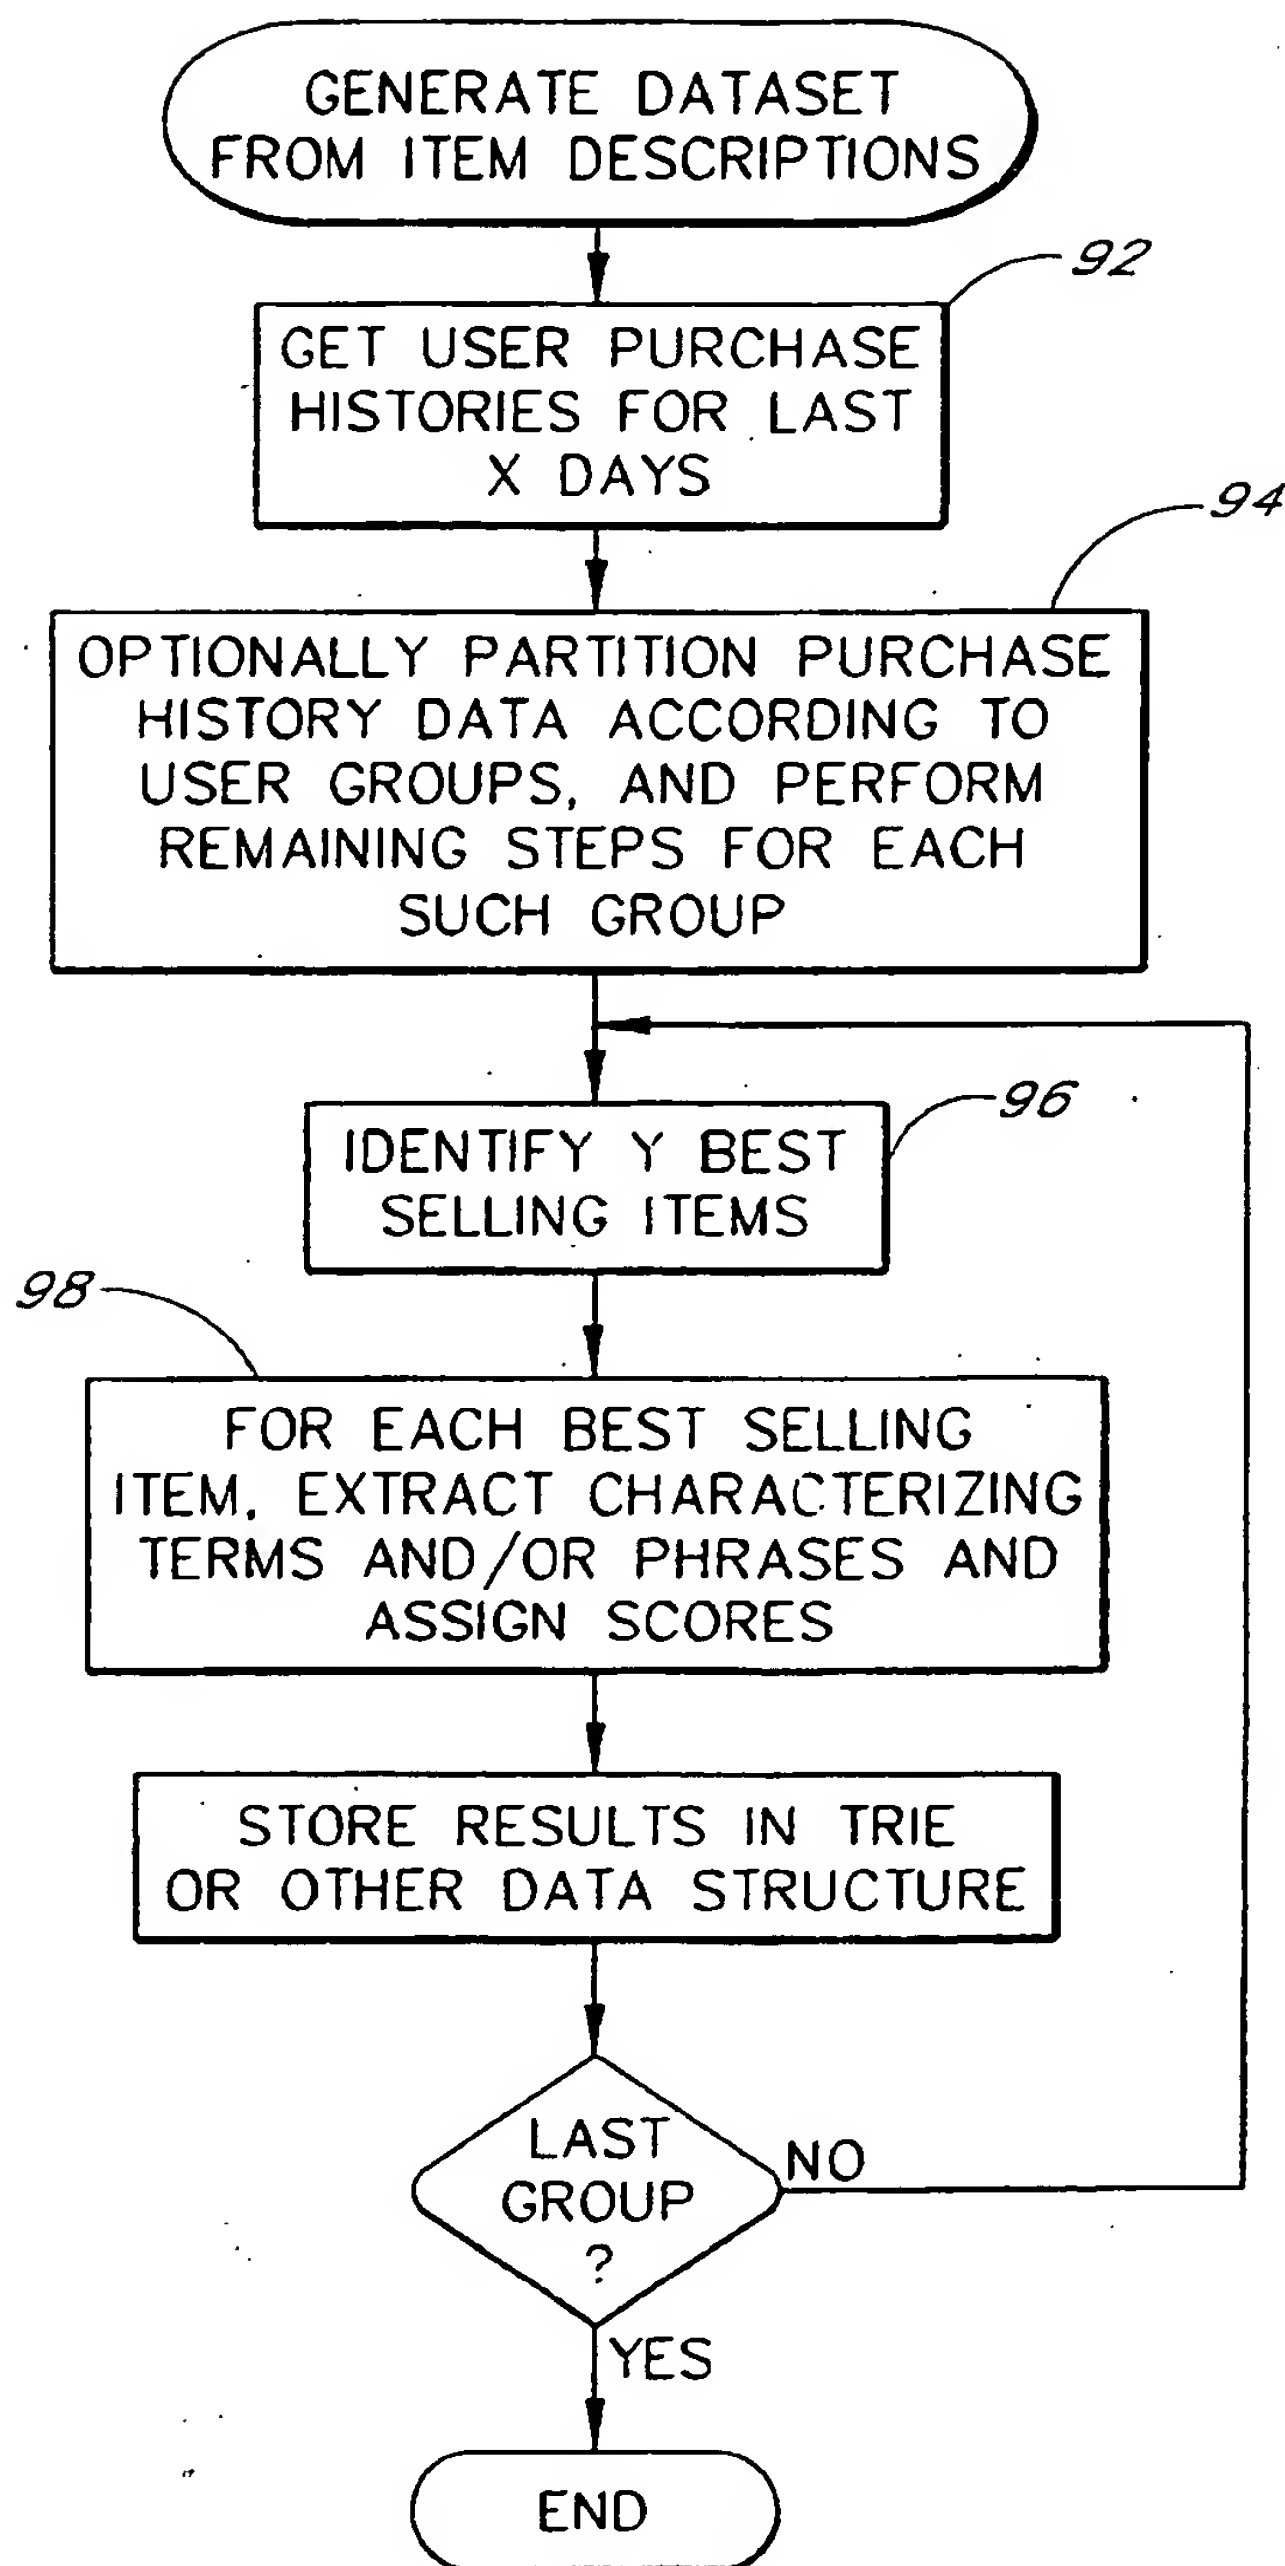 GENERATE DATASET
FROM ITEM DESCRIPTIONS
92
GET USER PURCHASE
HISTORIES FOR LAST
X DAYS
94
OPTIONALLY PARTITION PURCHASE
HISTORY DATA ACCORDING TO
USER GROUPS, AND PERFORM
REMAINING STEPS FOR EACH
SUCH GROUP
96
IDENTIFY Y BEST
SELLING ITEMS
98
FOR EACH BEST SELLING
ITEM, EXTRACT CHARACTERIZING
TERMS AND/OR PHRASES AND
ASSIGN SCORES
STORE RESULTS IN TRIE
OR OTHER DATA STRUCTURE
LAST
GROUP
?
NO
YES
END